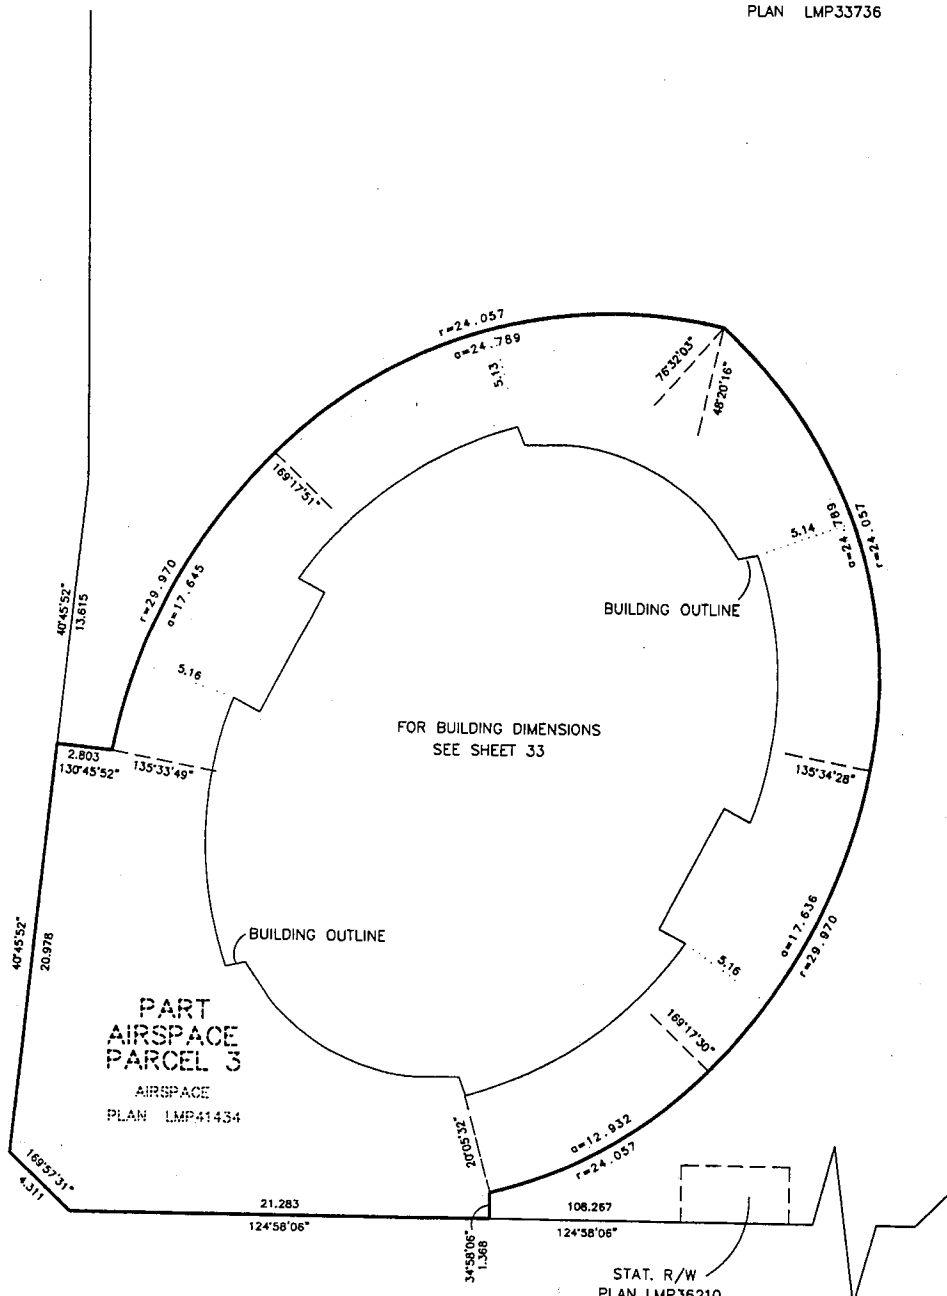 PLAN LMP33736
r=24.057
a=24.789
5.13
76°32'03"
48°20'16"
169°17'51"
5.14
a=24.789
r=24.057
r=29.970
a=17.645
40°45'52"
13.615
BUILDING OUTLINE
5.16
FOR BUILDING DIMENSIONS
SEE SHEET 33
2.803
130°45'52"
135°33'49"
135°34'28"
40°45'52"
20.978
BUILDING OUTLINE
a=17.636
r=29.970
5.16
PART
AIRSPACE
PARCEL 3
AIRSPACE
PLAN LMP41434
169°17'30"
20°05'32"
a=12.932
r=24.057
169°57'31"
4.311
21.283
124°58'06"
34°58'06"
1.368
108.267
124°58'06"
STAT. R/W
PLAN LMP36210